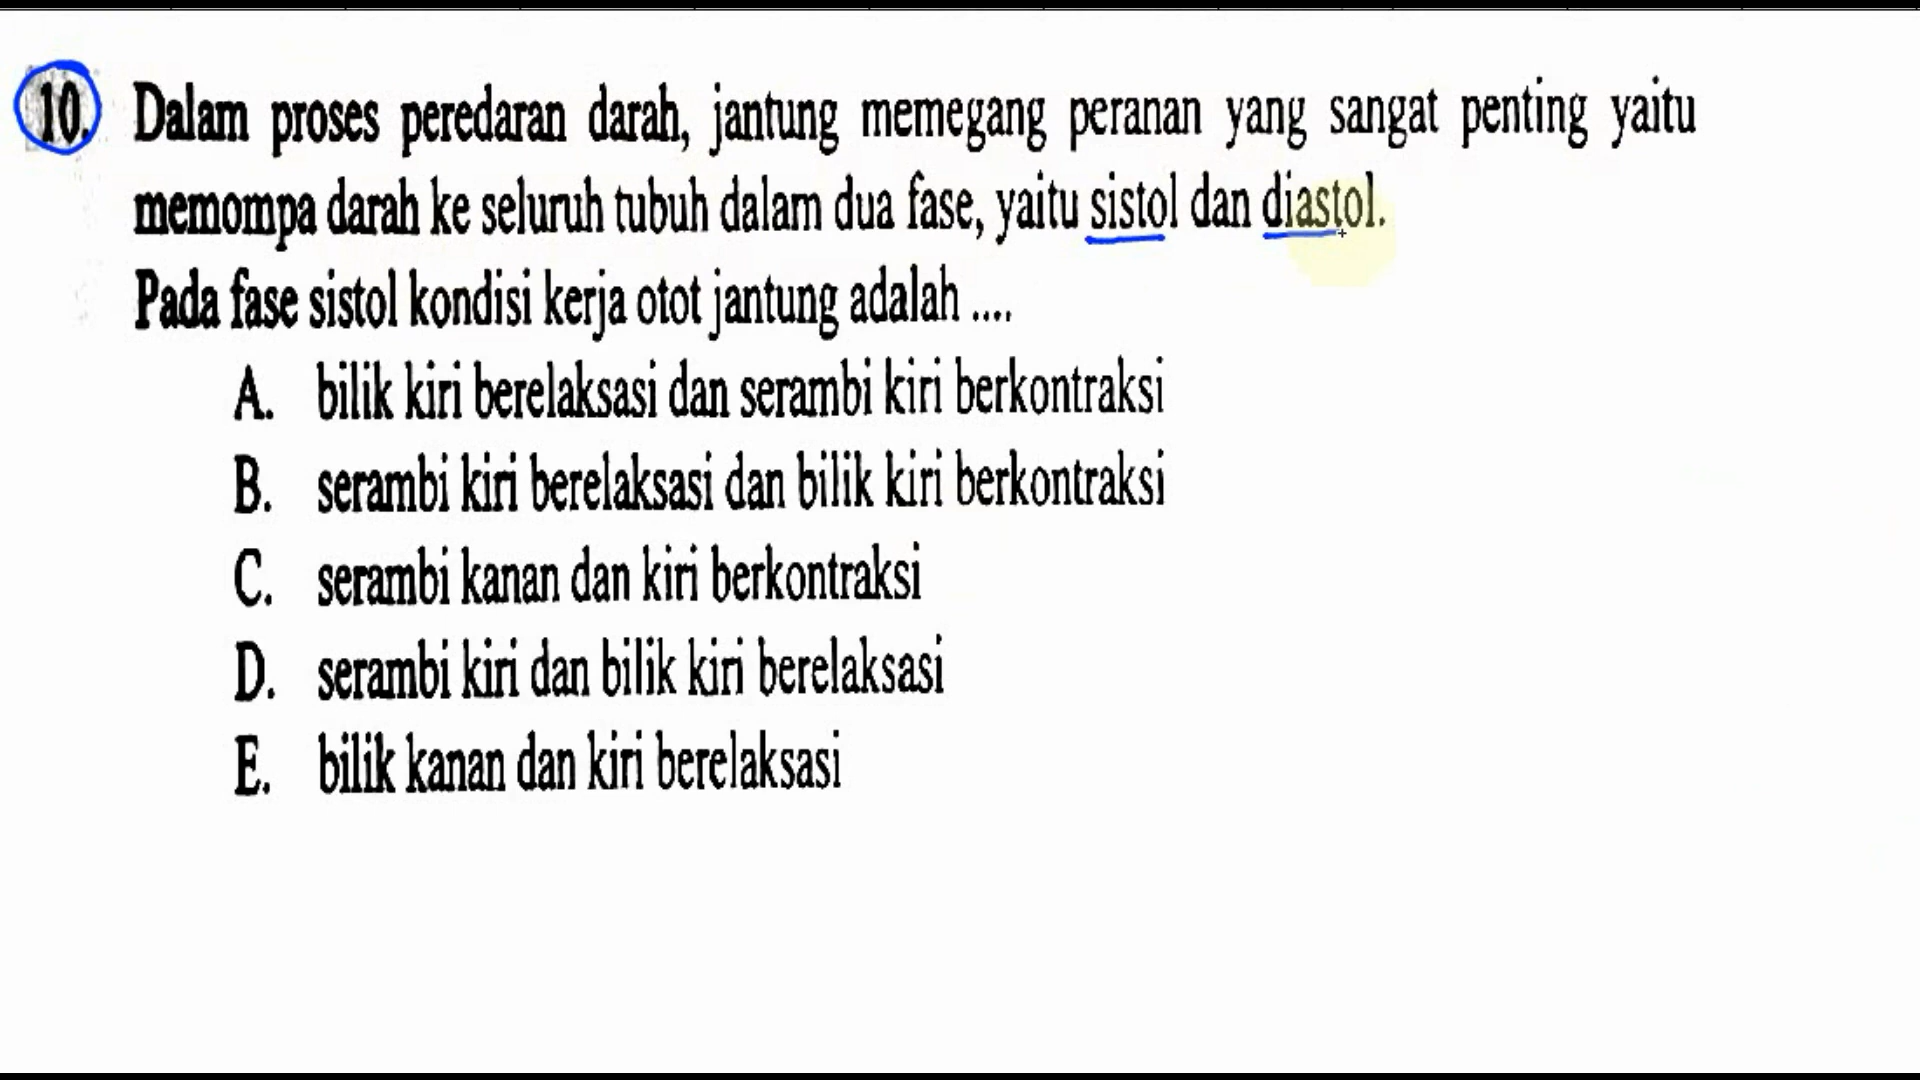 10. Dalam proses peredaran darah, jantung memegang peranan yang sangat penting yaitu
memompa darah ke seluruh tubuh dalam dua fase, yaitu sistol dan diastol.
Pada fase sistol kondisi kerja otot jantung adalah ....
A. bilik kiri berelaksasi dan serambi kiri berkontraksi
B. serambi kiri berelaksasi dan bilik kiri berkontraksi
C. serambi kanan dan kiri berkontraksi
D. serambi kiri dan bilik kiri berelaksasi
E. bilik kanan dan kiri berelaksasi